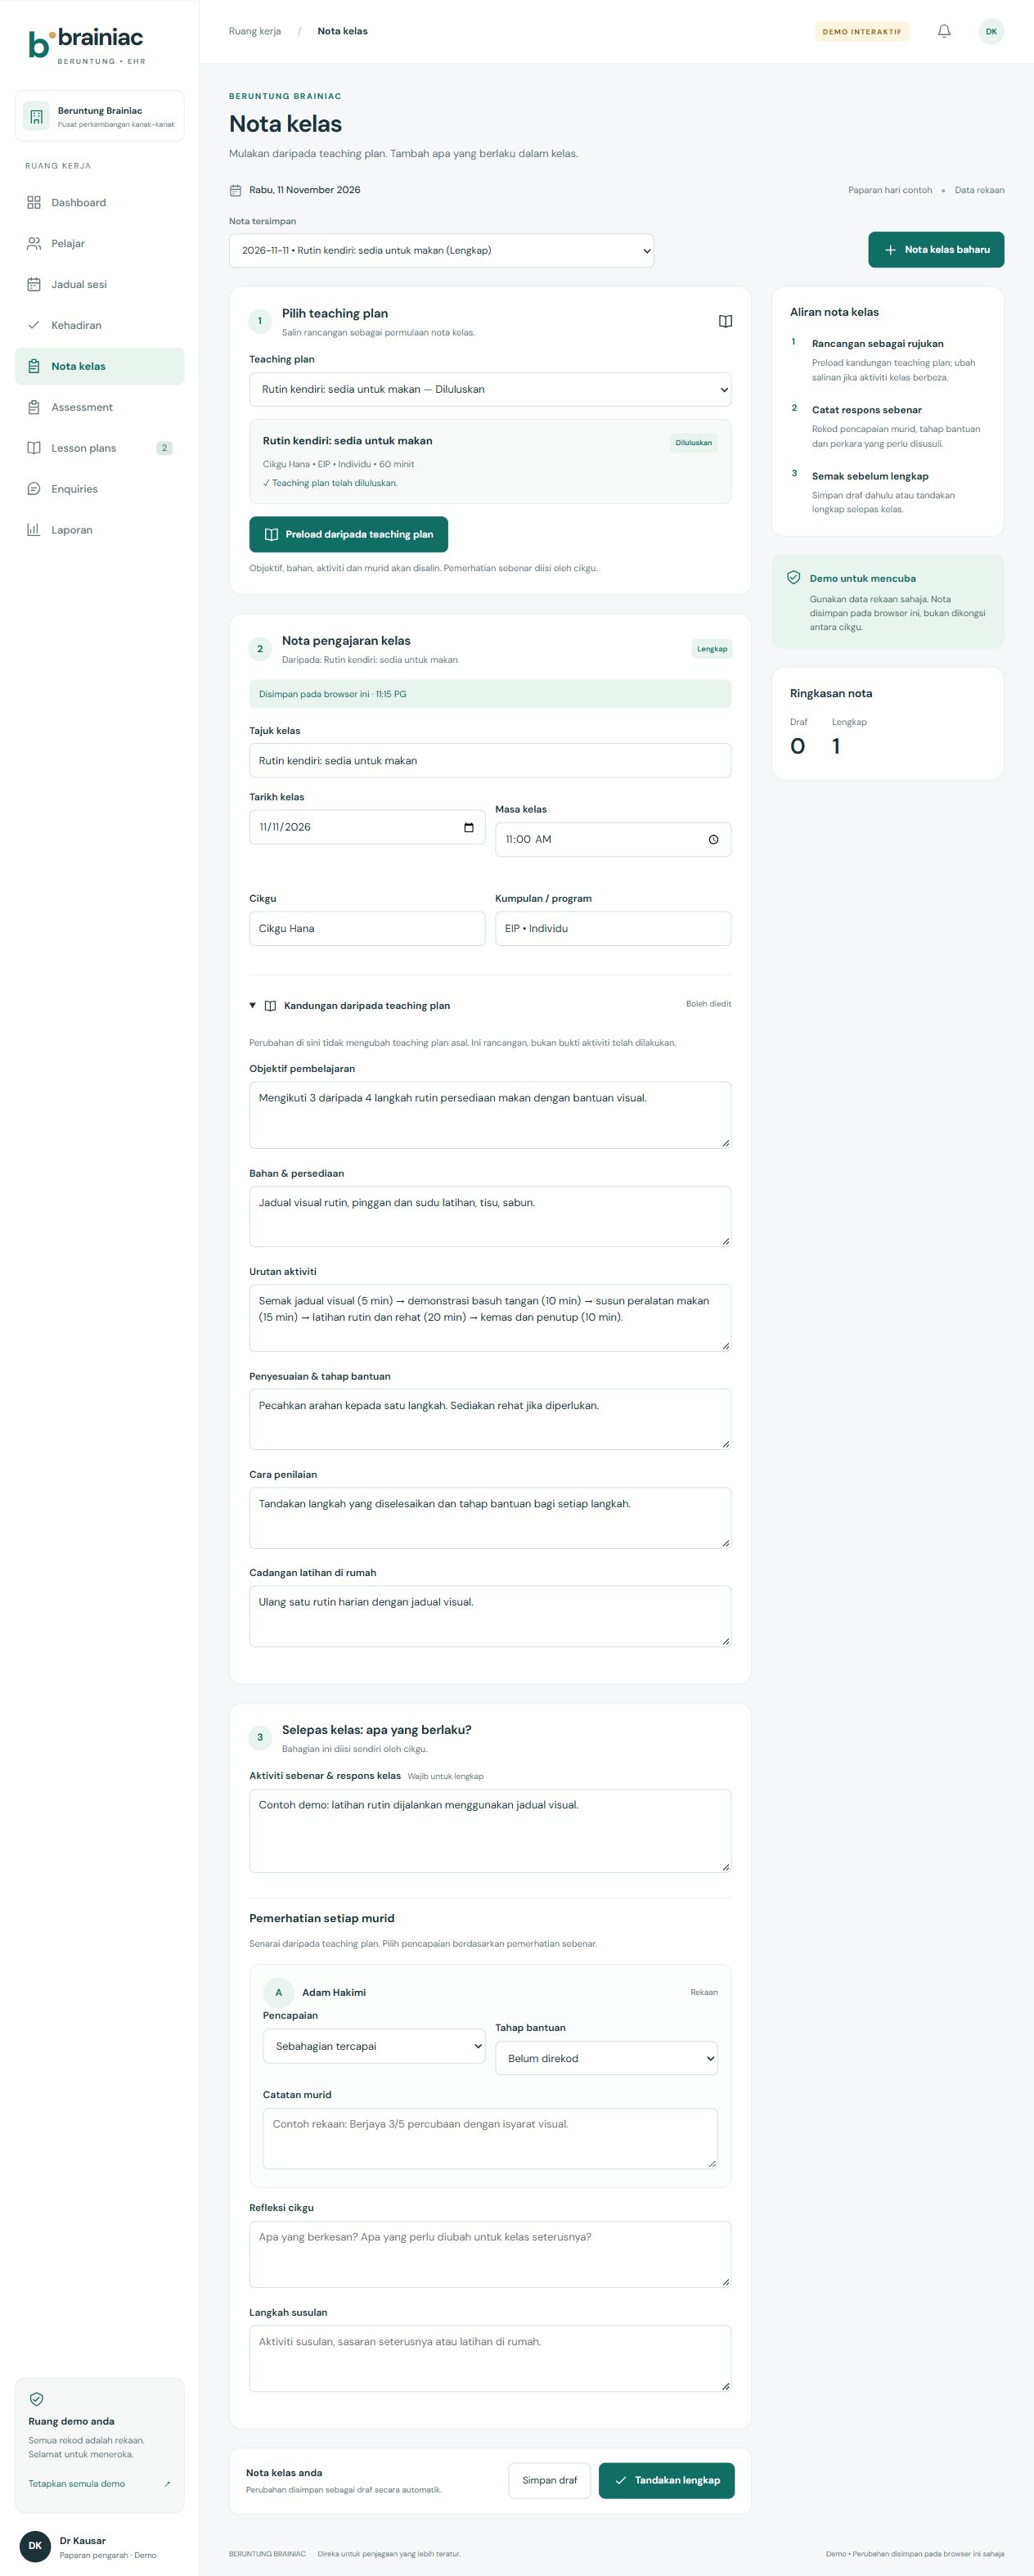 b brainiac
BERUNTUNG • EHR
Beruntung Brainiac
Pusat perkembangan kanak-kanak
RUANG KERJA
Dashboard
Pelajar
Jadual sesi
Kehadiran
Nota kelas
Assessment
Lesson plans 2
Enquiries
Laporan
Ruang demo anda
Semua rekod adalah rekaan.
Selamat untuk meneroka.
Tetapkan semula demo ↗
DK
Dr Kausar
Paparan pengarah · Demo
Ruang kerja / Nota kelas
DEMO INTERAKTIF
DK
BERUNTUNG BRAINIAC
Nota kelas
Mulakan daripada teaching plan. Tambah apa yang berlaku dalam kelas.
Rabu, 11 November 2026
Paparan hari contoh • Data rekaan
Nota tersimpan
2026-11-11 • Rutin kendiri: sedia untuk makan (Lengkap)
Nota kelas baharu
1
Pilih teaching plan
Salin rancangan sebagai permulaan nota kelas.
Teaching plan
Rutin kendiri: sedia untuk makan — Diluluskan
Rutin kendiri: sedia untuk makan
Diluluskan
Cikgu Hana • EIP • Individu • 60 minit
✓ Teaching plan telah diluluskan.
Preload daripada teaching plan
Objektif, bahan, aktiviti dan murid akan disalin. Pemerhatian sebenar diisi oleh cikgu.
2
Nota pengajaran kelas
Daripada: Rutin kendiri: sedia untuk makan
Lengkap
Disimpan pada browser ini · 11:15 PG
Tajuk kelas
Rutin kendiri: sedia untuk makan
Tarikh kelas
11/11/2026
Masa kelas
11:00 AM
Cikgu
Cikgu Hana
Kumpulan / program
EIP • Individu
Kandungan daripada teaching plan
Boleh diedit
Perubahan di sini tidak mengubah teaching plan asal. Ini rancangan, bukan bukti aktiviti telah dilakukan.
Objektif pembelajaran
Mengikuti 3 daripada 4 langkah rutin persediaan makan dengan bantuan visual.
Bahan & persediaan
Jadual visual rutin, pinggan dan sudu latihan, tisu, sabun.
Urutan aktiviti
Semak jadual visual (5 min) → demonstrasi basuh tangan (10 min) → susun peralatan makan
(15 min) → latihan rutin dan rehat (20 min) → kemas dan penutup (10 min).
Penyesuaian & tahap bantuan
Pecahkan arahan kepada satu langkah. Sediakan rehat jika diperlukan.
Cara penilaian
Tandakan langkah yang diselesaikan dan tahap bantuan bagi setiap langkah.
Cadangan latihan di rumah
Ulang satu rutin harian dengan jadual visual.
3
Selepas kelas: apa yang berlaku?
Bahagian ini diisi sendiri oleh cikgu.
Aktiviti sebenar & respons kelas Wajib untuk lengkap
Contoh demo: latihan rutin dijalankan menggunakan jadual visual.
Pemerhatian setiap murid
Senarai daripada teaching plan. Pilih pencapaian berdasarkan pemerhatian sebenar.
A
Adam Hakimi
Rekaan
Pencapaian
Sebahagian tercapai
Tahap bantuan
Belum direkod
Catatan murid
Contoh rekaan: Berjaya 3/5 percubaan dengan isyarat visual.
Refleksi cikgu
Apa yang berkesan? Apa yang perlu diubah untuk kelas seterusnya?
Langkah susulan
Aktiviti susulan, sasaran seterusnya atau latihan di rumah.
Nota kelas anda
Perubahan disimpan sebagai draf secara automatik.
Simpan draf
Tandakan lengkap
Aliran nota kelas
1
Rancangan sebagai rujukan
Preload kandungan teaching plan; ubah
salinan jika aktiviti kelas berbeza.
2
Catat respons sebenar
Rekod pencapaian murid, tahap bantuan
dan perkara yang perlu disusuli.
3
Semak sebelum lengkap
Simpan draf dahulu atau tandakan
lengkap selepas kelas.
Demo untuk mencuba
Gunakan data rekaan sahaja. Nota
disimpan pada browser ini, bukan dikongsi
antara cikgu.
Ringkasan nota
Draf
0
Lengkap
1
BERUNTUNG BRAINIAC Direka untuk penjagaan yang lebih teratur.
Demo • Perubahan disimpan pada browser ini sahaja